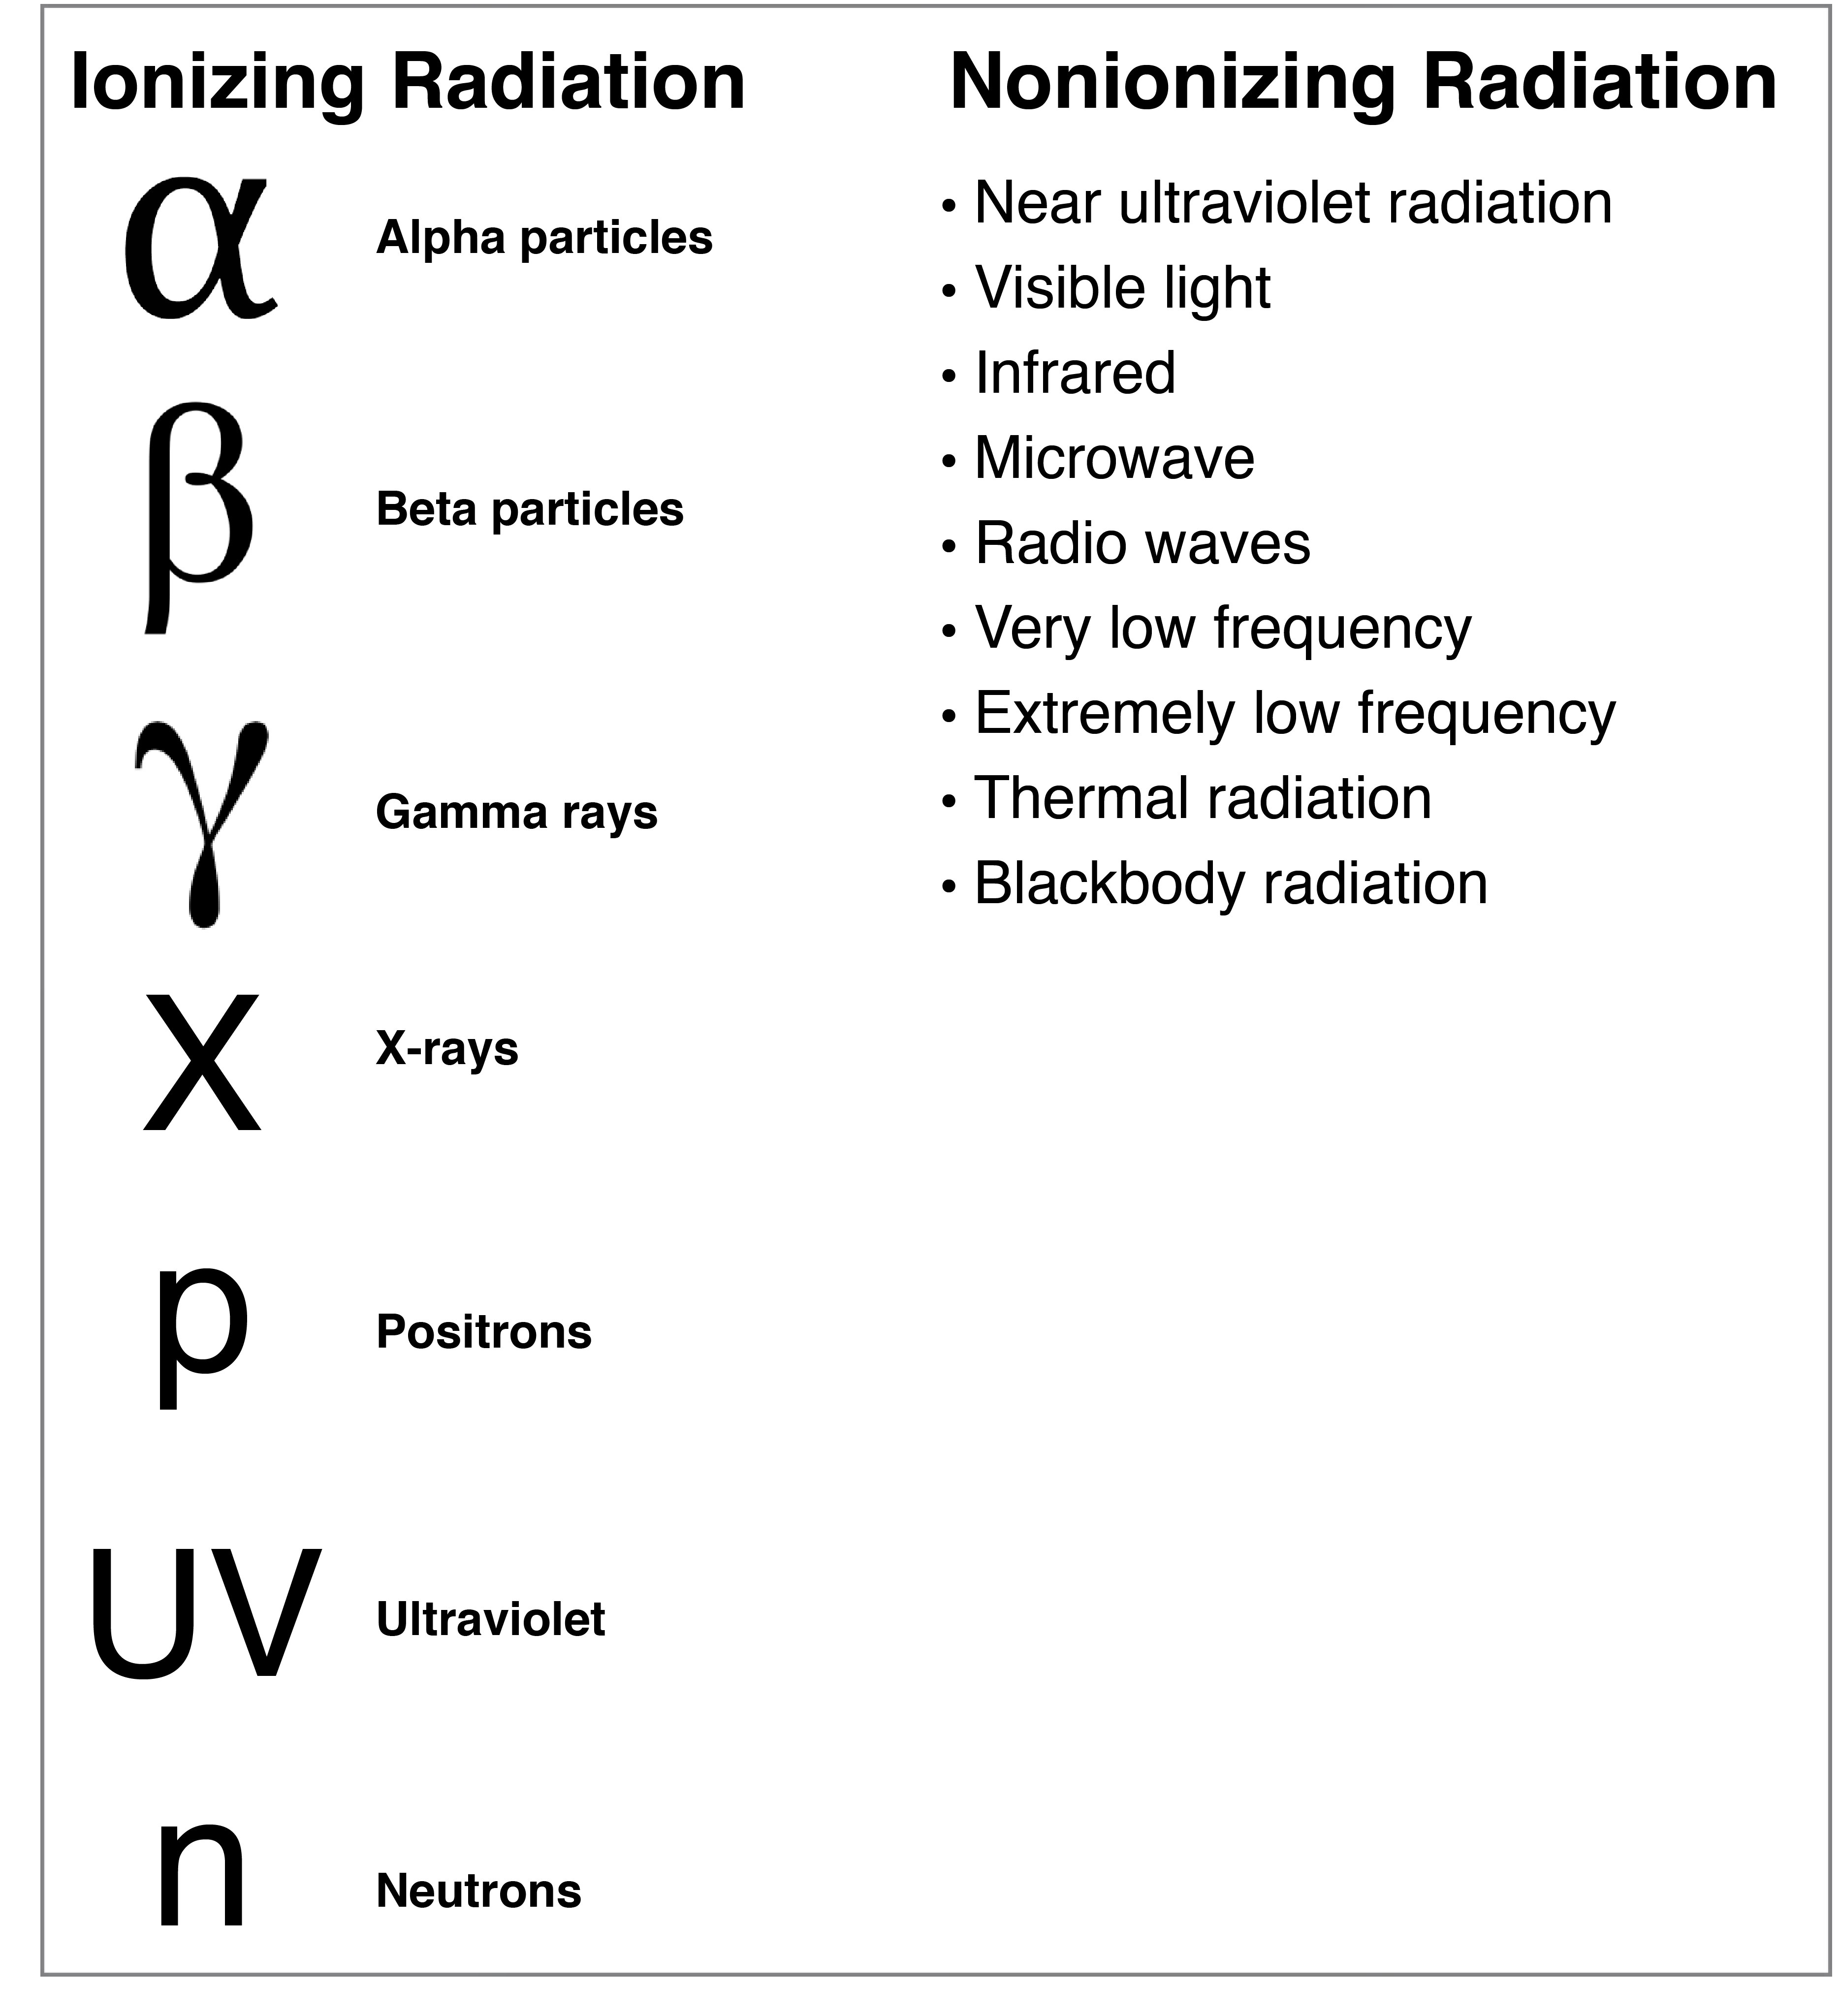 Ionizing Radiation
α Alpha particles
β Beta particles
γ Gamma rays
X X-rays
p Positrons
UV Ultraviolet
n Neutrons
Nonionizing Radiation
• Near ultraviolet radiation
• Visible light
• Infrared
• Microwave
• Radio waves
• Very low frequency
• Extremely low frequency
• Thermal radiation
• Blackbody radiation